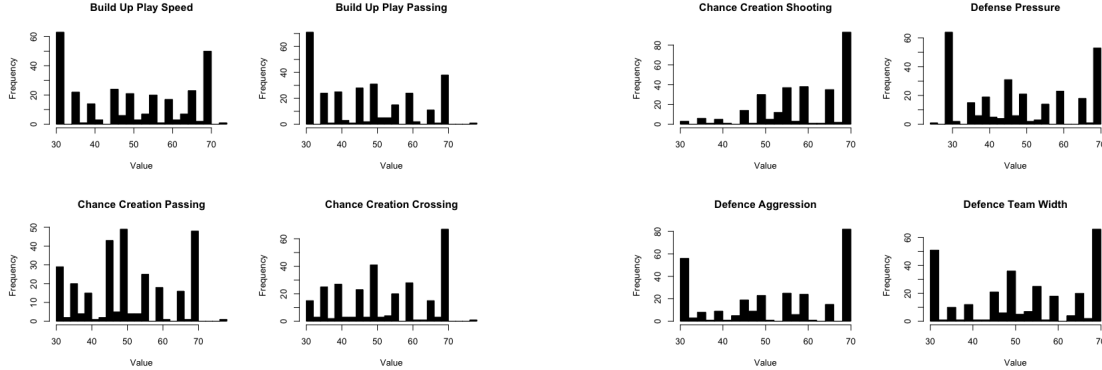 Build Up Play Speed
Frequency
0 20 40 60
30 40 50 60 70
Value
Build Up Play Passing
Frequency
0 20 40 60
30 40 50 60 70
Value
Chance Creation Shooting
Frequency
0 20 40 60 80
30 40 50 60 70
Value
Defense Pressure
Frequency
0 20 40 60
30 40 50 60 70
Value
Chance Creation Passing
Frequency
0 10 20 30 40 50
30 40 50 60 70
Value
Chance Creation Crossing
Frequency
0 20 40 60
30 40 50 60 70
Value
Defence Aggression
Frequency
0 20 40 60 80
30 40 50 60 70
Value
Defence Team Width
Frequency
0 20 40 60
30 40 50 60 70
Value